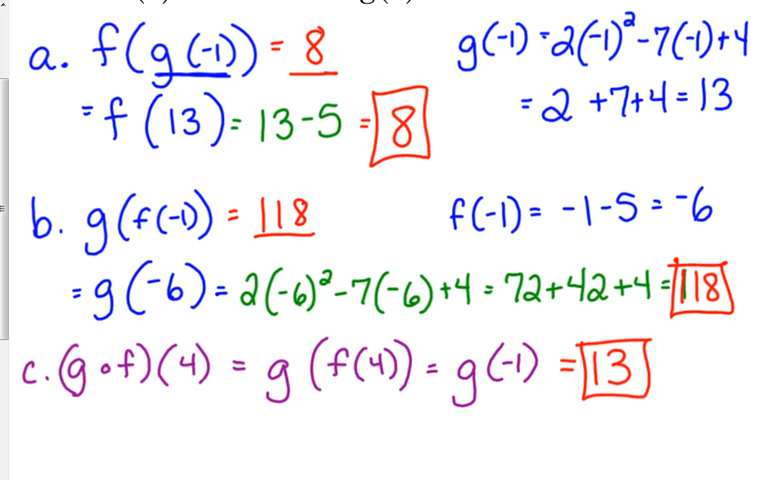 a. f(g(-1)) = 8
g(-1) = 2(-1)²-7(-1)+4
= f(13) = 13-5 = 8
= 2 +7+4 = 13
b. g(f(-1)) = 118
f(-1) = -1-5 = -6
= g(-6) = 2(-6)²-7(-6)+4 = 72+42+4 = 118
c. (g∘f)(4) = g(f(4)) = g(-1) = 13